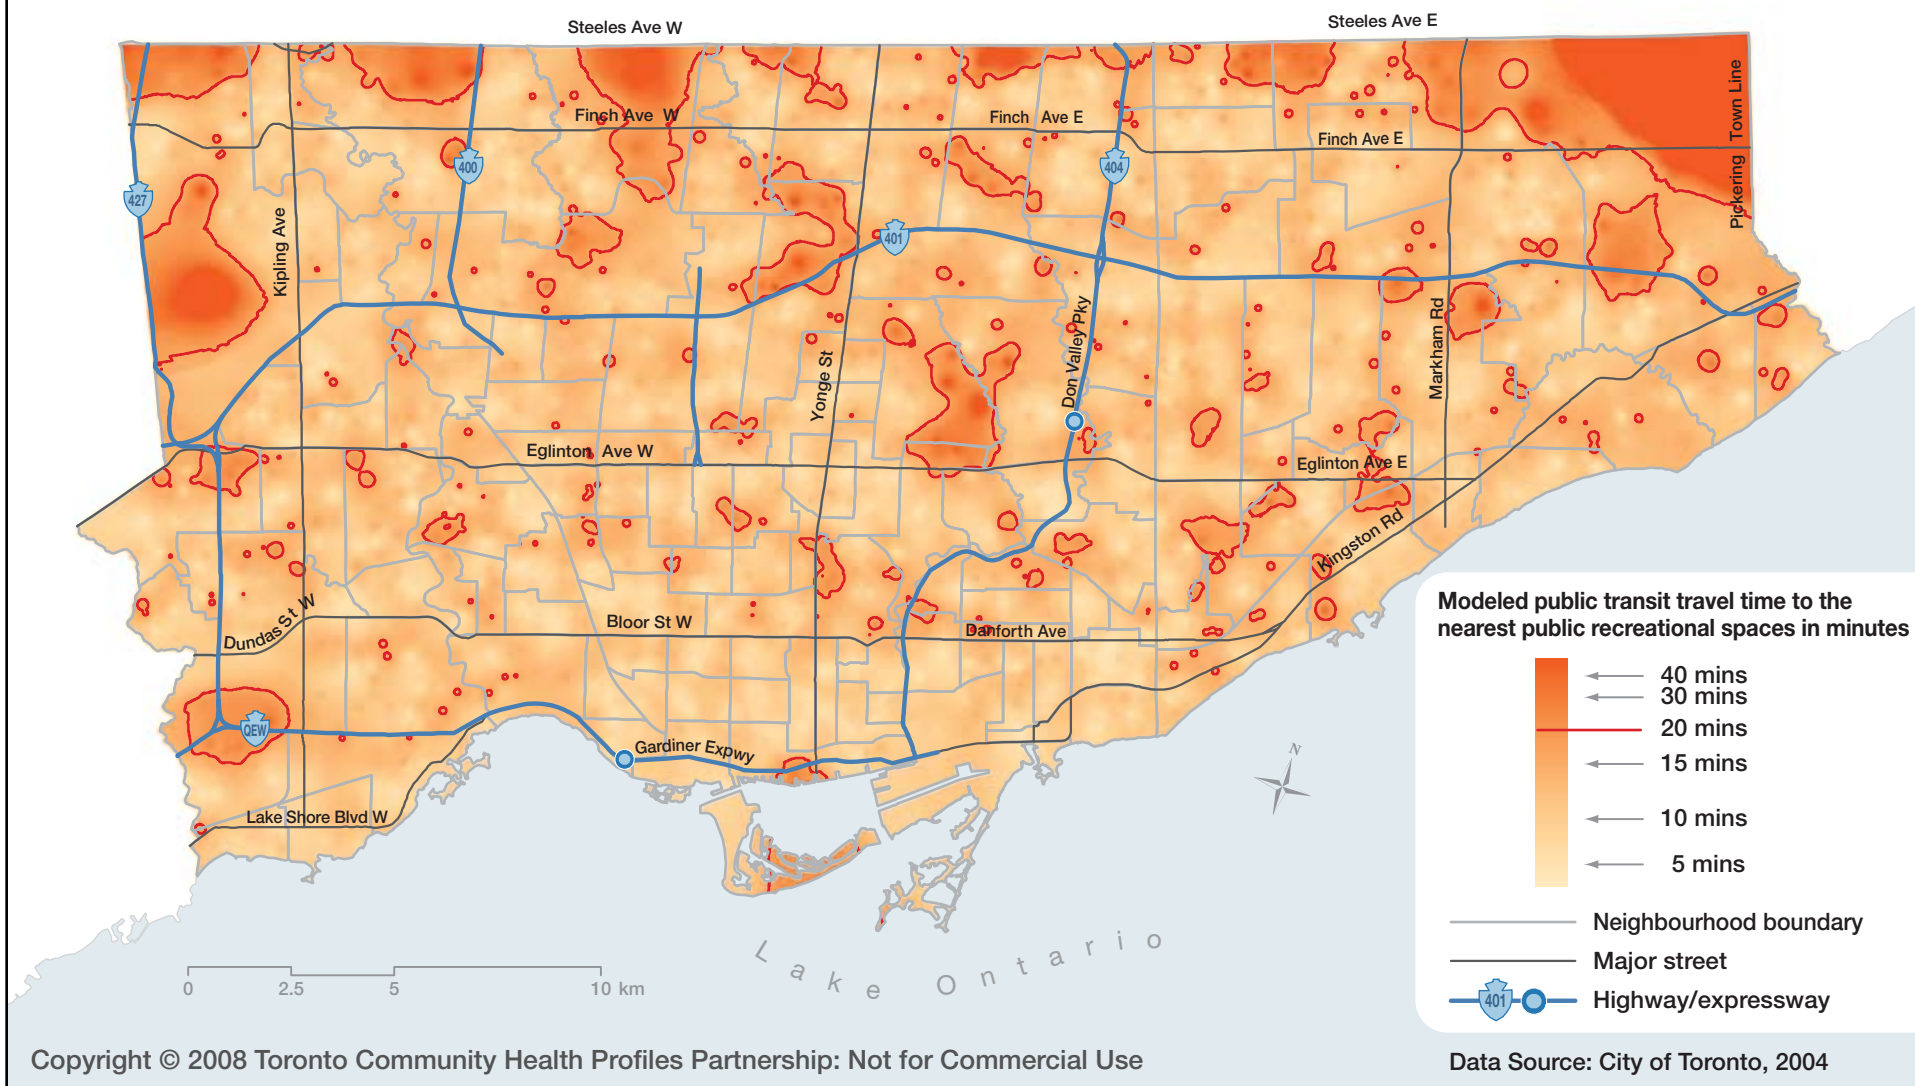 Steeles Ave W
Steeles Ave E
Finch Ave W
Finch Ave E
Finch Ave E
Pickering Town Line
427
400
404
401
Kipling Ave
Yonge St
Don Valley Pky
Markham Rd
Eglinton Ave W
Eglinton Ave E
Kingston Rd
Dundas St W
Bloor St W
Danforth Ave
QEW
Gardiner Expwy
Lake Shore Blvd W
N
Lake Ontario
0 2.5 5 10 km
Modeled public transit travel time to the
nearest public recreational spaces in minutes
40 mins
30 mins
20 mins
15 mins
10 mins
5 mins
Neighbourhood boundary
Major street
401 Highway/expressway
Copyright © 2008 Toronto Community Health Profiles Partnership: Not for Commercial Use
Data Source: City of Toronto, 2004